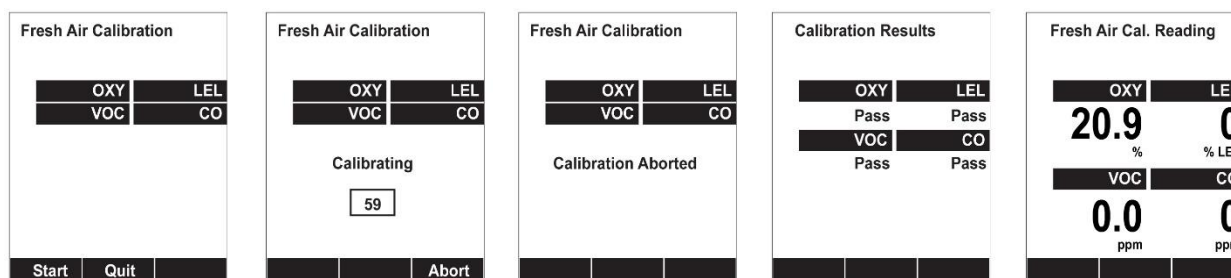 Fresh Air Calibration
OXY LEL
VOC CO
Start Quit
Fresh Air Calibration
OXY LEL
VOC CO
Calibrating
59
Abort
Fresh Air Calibration
OXY LEL
VOC CO
Calibration Aborted
Calibration Results
OXY LEL
Pass Pass
VOC CO
Pass Pass
Fresh Air Cal. Reading
OXY
20.9
%
VOC
0.0
ppm